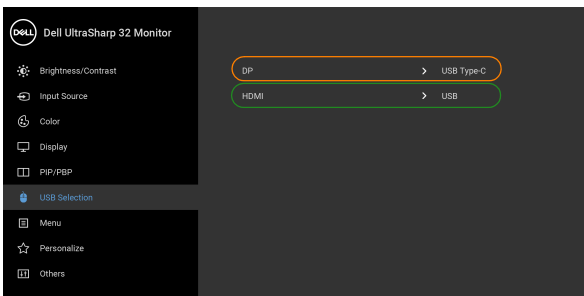 DELL Dell UltraSharp 32 Monitor
Brightness/Contrast
DP > USB Type-C
Input Source
HDMI > USB
Color
Display
PIP/PBP
USB Selection
Menu
Personalize
Others